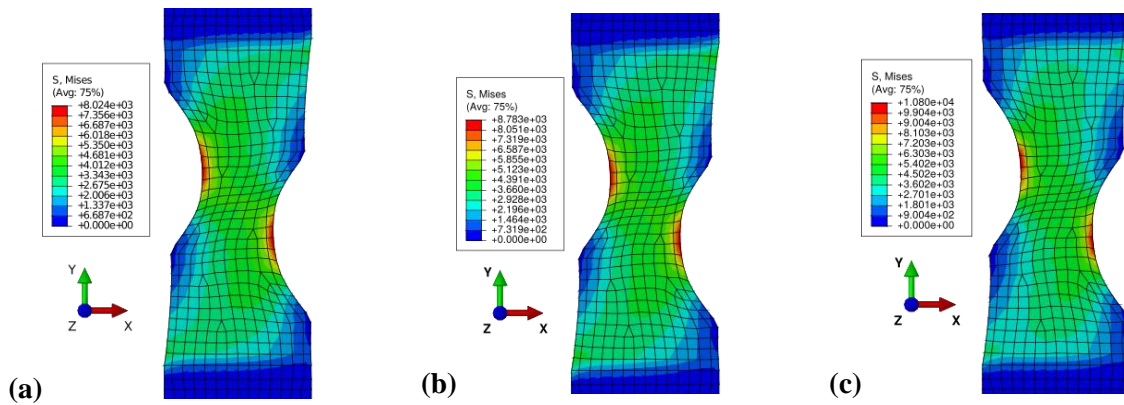 S, Mises
(Avg: 75%)
+8.024e+03
+7.356e+03
+6.687e+03
+6.018e+03
+5.350e+03
+4.681e+03
+4.012e+03
+3.343e+03
+2.675e+03
+2.006e+03
+1.337e+03
+6.687e+02
+0.000e+00
Y
Z
X
(a)
S, Mises
(Avg: 75%)
+8.783e+03
+8.051e+03
+7.319e+03
+6.587e+03
+5.855e+03
+5.123e+03
+4.391e+03
+3.660e+03
+2.928e+03
+2.196e+03
+1.464e+03
+7.319e+02
+0.000e+00
Y
Z
X
(b)
S, Mises
(Avg: 75%)
+1.080e+04
+9.904e+03
+9.004e+03
+8.103e+03
+7.203e+03
+6.303e+03
+5.402e+03
+4.502e+03
+3.602e+03
+2.701e+03
+1.801e+03
+9.004e+02
+0.000e+00
Y
Z
X
(c)